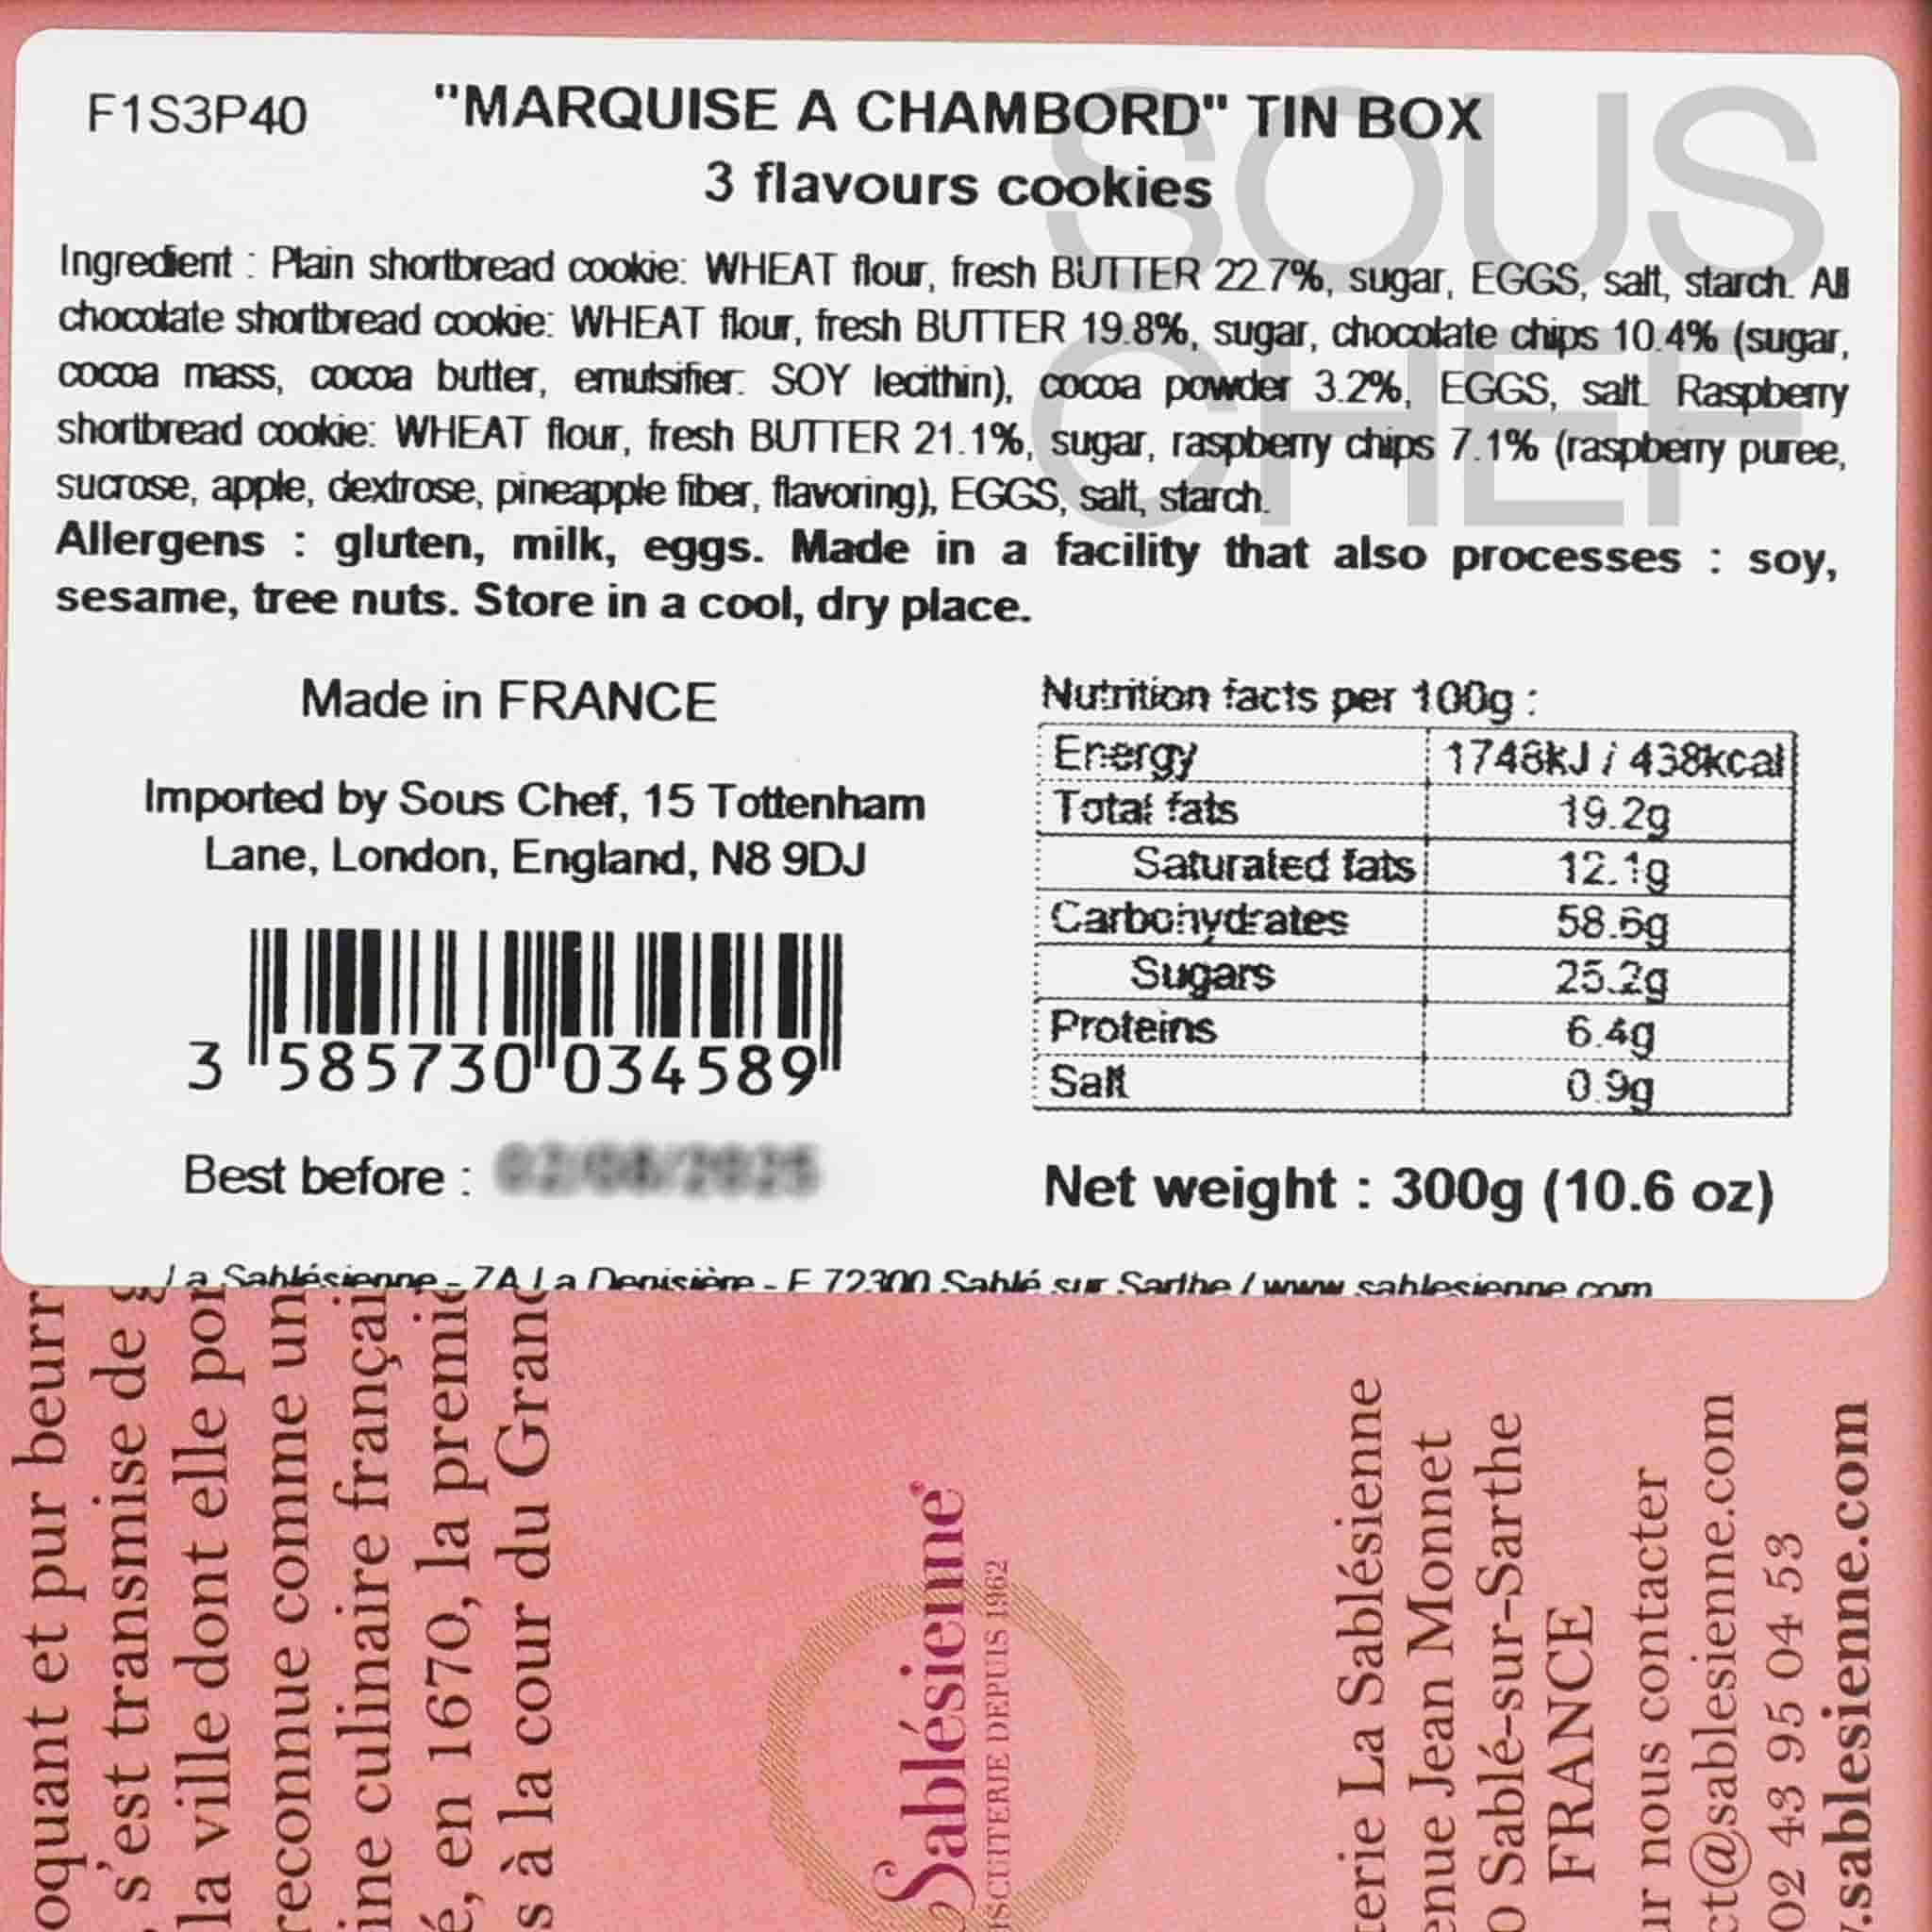 F1S3P40
"MARQUISE A CHAMBORD" TIN BOX
3 flavours cookies
SOUS
CHEF
Ingredient : Plain shortbread cookie: WHEAT flour, fresh BUTTER 22.7%, sugar, EGGS, salt, starch. All
chocolate shortbread cookie: WHEAT flour, fresh BUTTER 19.8%, sugar, chocolate chips 10.4% (sugar,
cocoa mass, cocoa butter, emulsifier: SOY lecithin), cocoa powder 3.2%, EGGS, salt. Raspberry
shortbread cookie: WHEAT flour, fresh BUTTER 21.1%, sugar, raspberry chips 7.1% (raspberry puree,
sucrose, apple, dextrose, pineapple fiber, flavoring), EGGS, salt, starch.
Allergens : gluten, milk, eggs. Made in a facility that also processes : soy,
sesame, tree nuts. Store in a cool, dry place.
Made in FRANCE
Imported by Sous Chef, 15 Tottenham
Lane, London, England, N8 9DJ
3 585730 034589
Best before :
Nutrition facts per 100g :
Energy 1748kJ / 438kcal
Total fats 19.2g
Saturated fats 12.1g
Carbohydrates 58.6g
Sugars 25.2g
Proteins 6.4g
Salt 0.9g
Net weight : 300g (10.6 oz)
La Sablésienne - ZA La Denisière - F 72300 Sablé sur Sarthe / www.sablesienne.com
oquant et pur beurr
s'est transmise de g
la ville dont elle por
reconnue comme un
ine culinaire françai
é, en 1670, la premiè
s à la cour du Grand
Sablésienne®
ISCUITERIE DEPUIS 1962
terie La Sablésienne
enue Jean Monnet
0 Sablé-sur-Sarthe
FRANCE
ur nous contacter
ct@sablesienne.com
02 43 95 04 53
.sablesienne.com